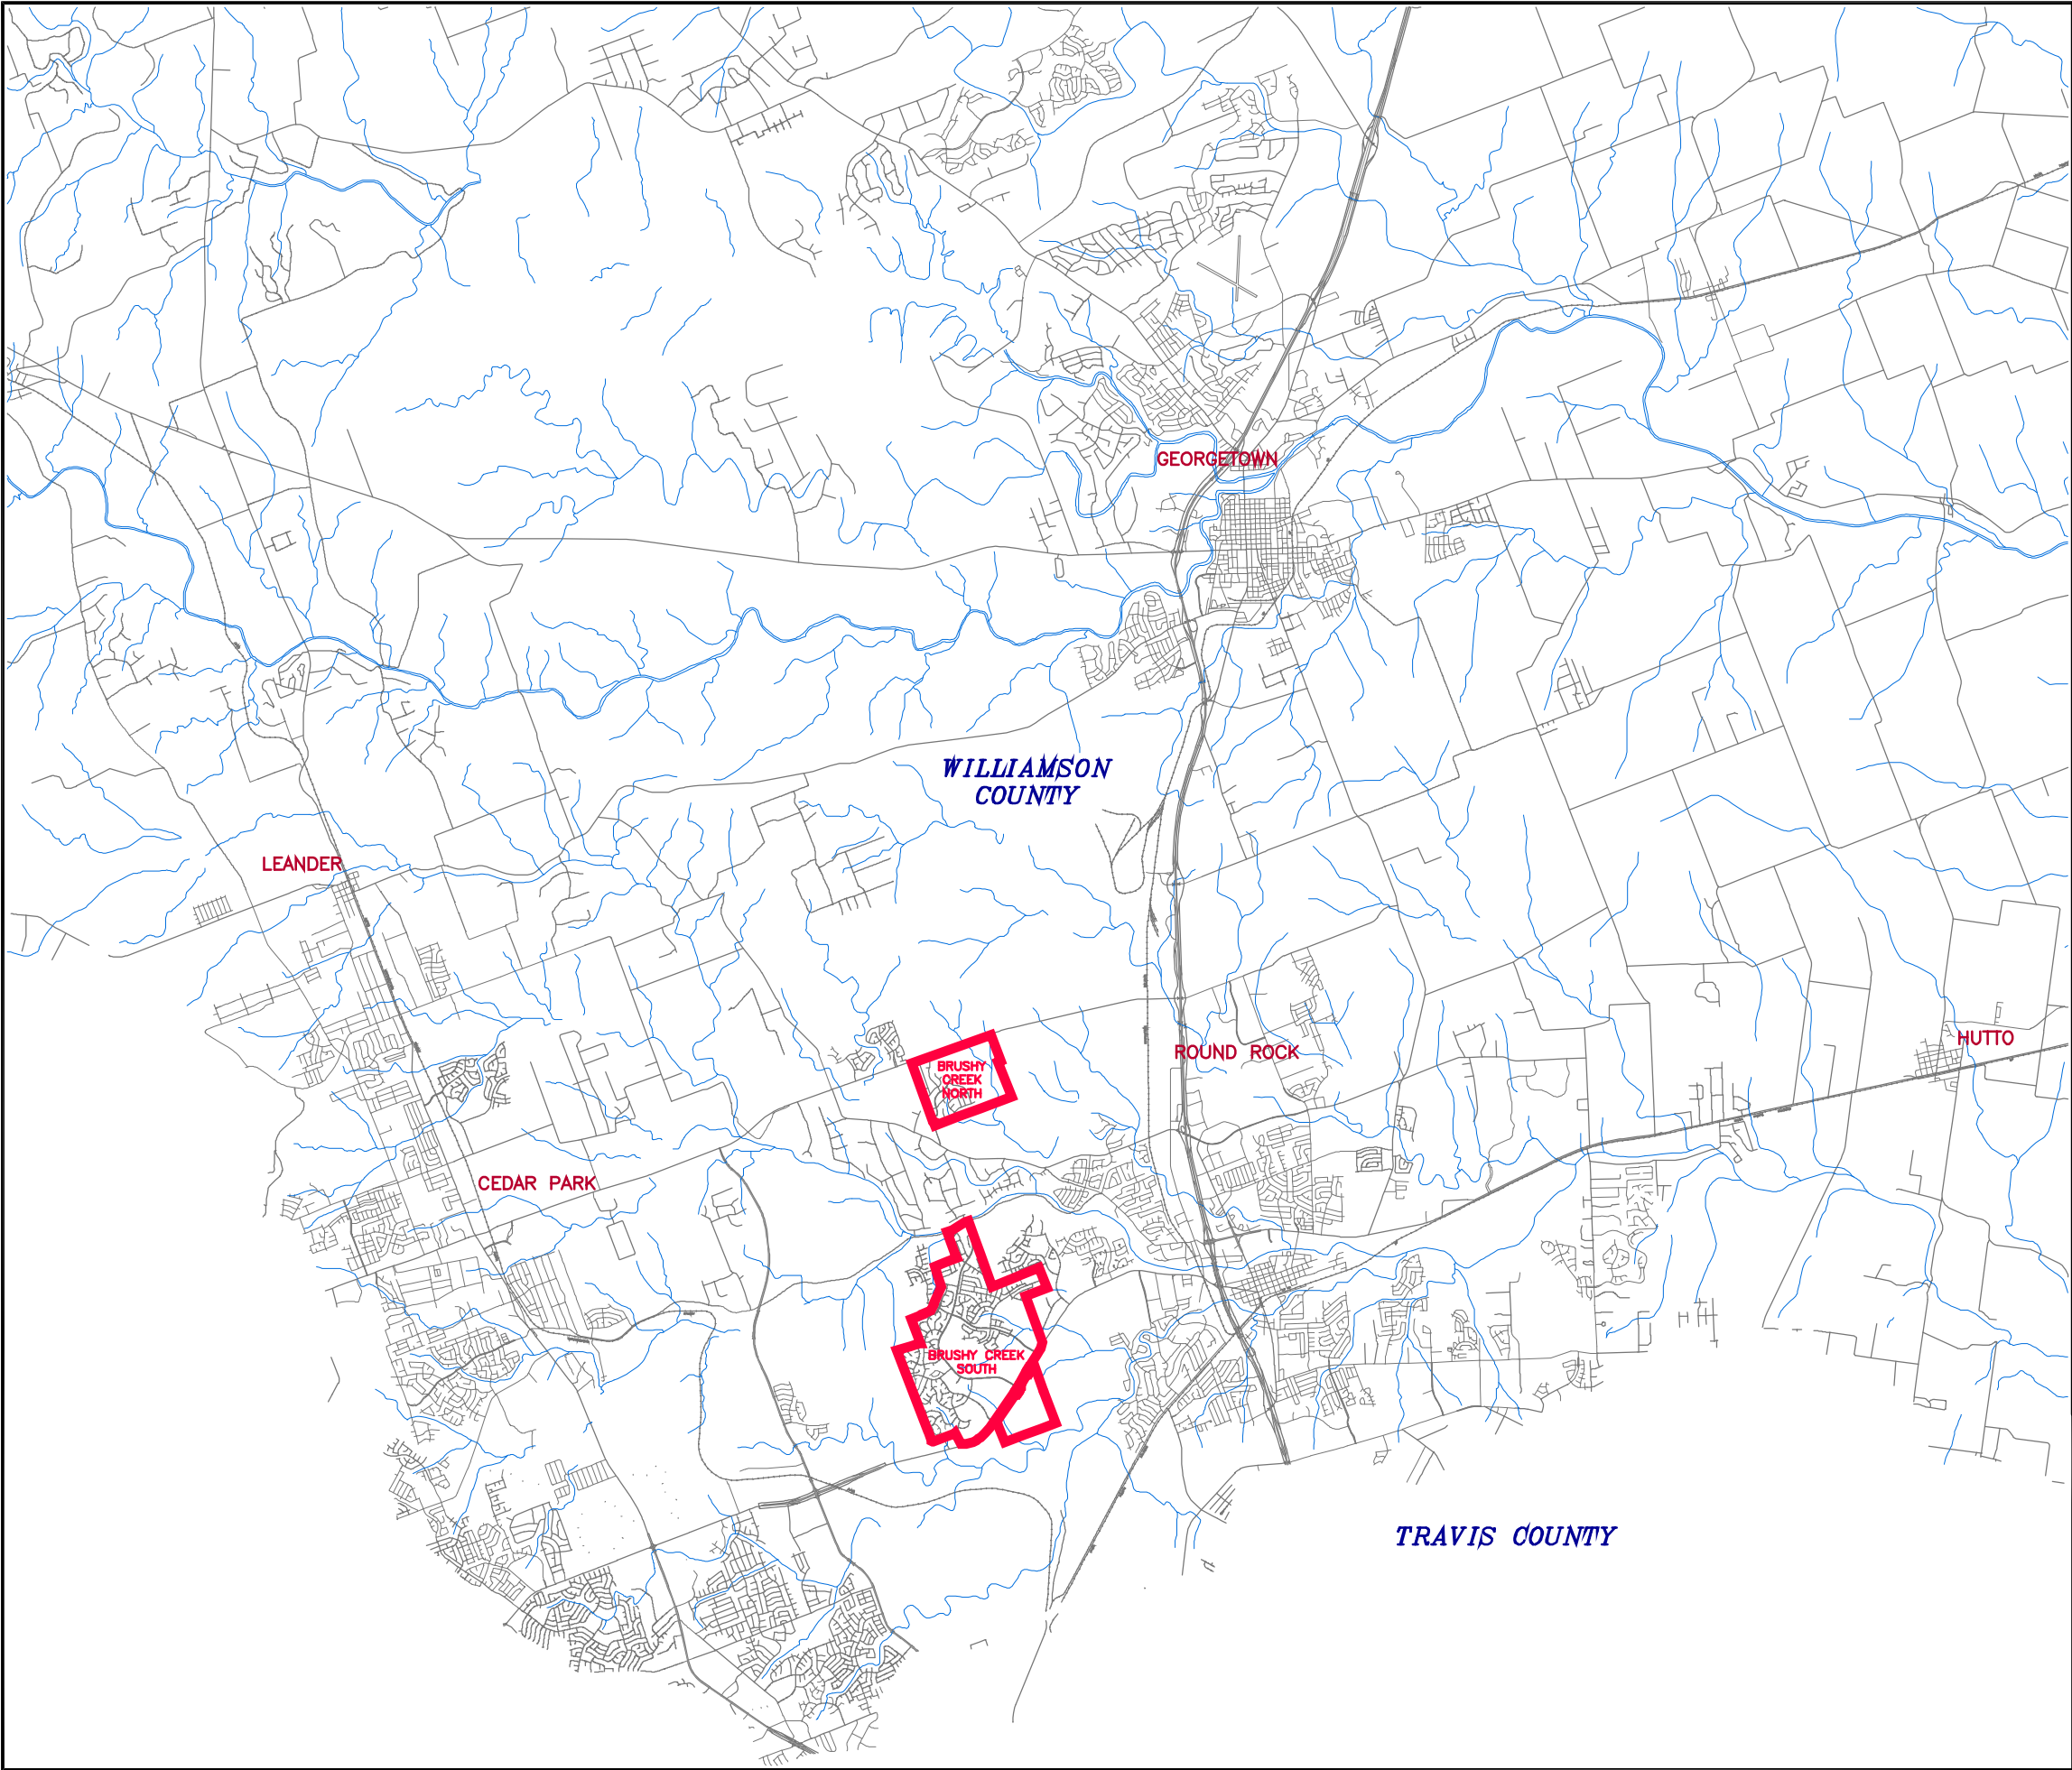 GEORGETOWN
WILLIAMSON
COUNTY
LEANDER
HUTTO
ROUND ROCK
BRUSHY
CREEK
NORTH
CEDAR PARK
BRUSHY CREEK
SOUTH
TRAVIS COUNTY